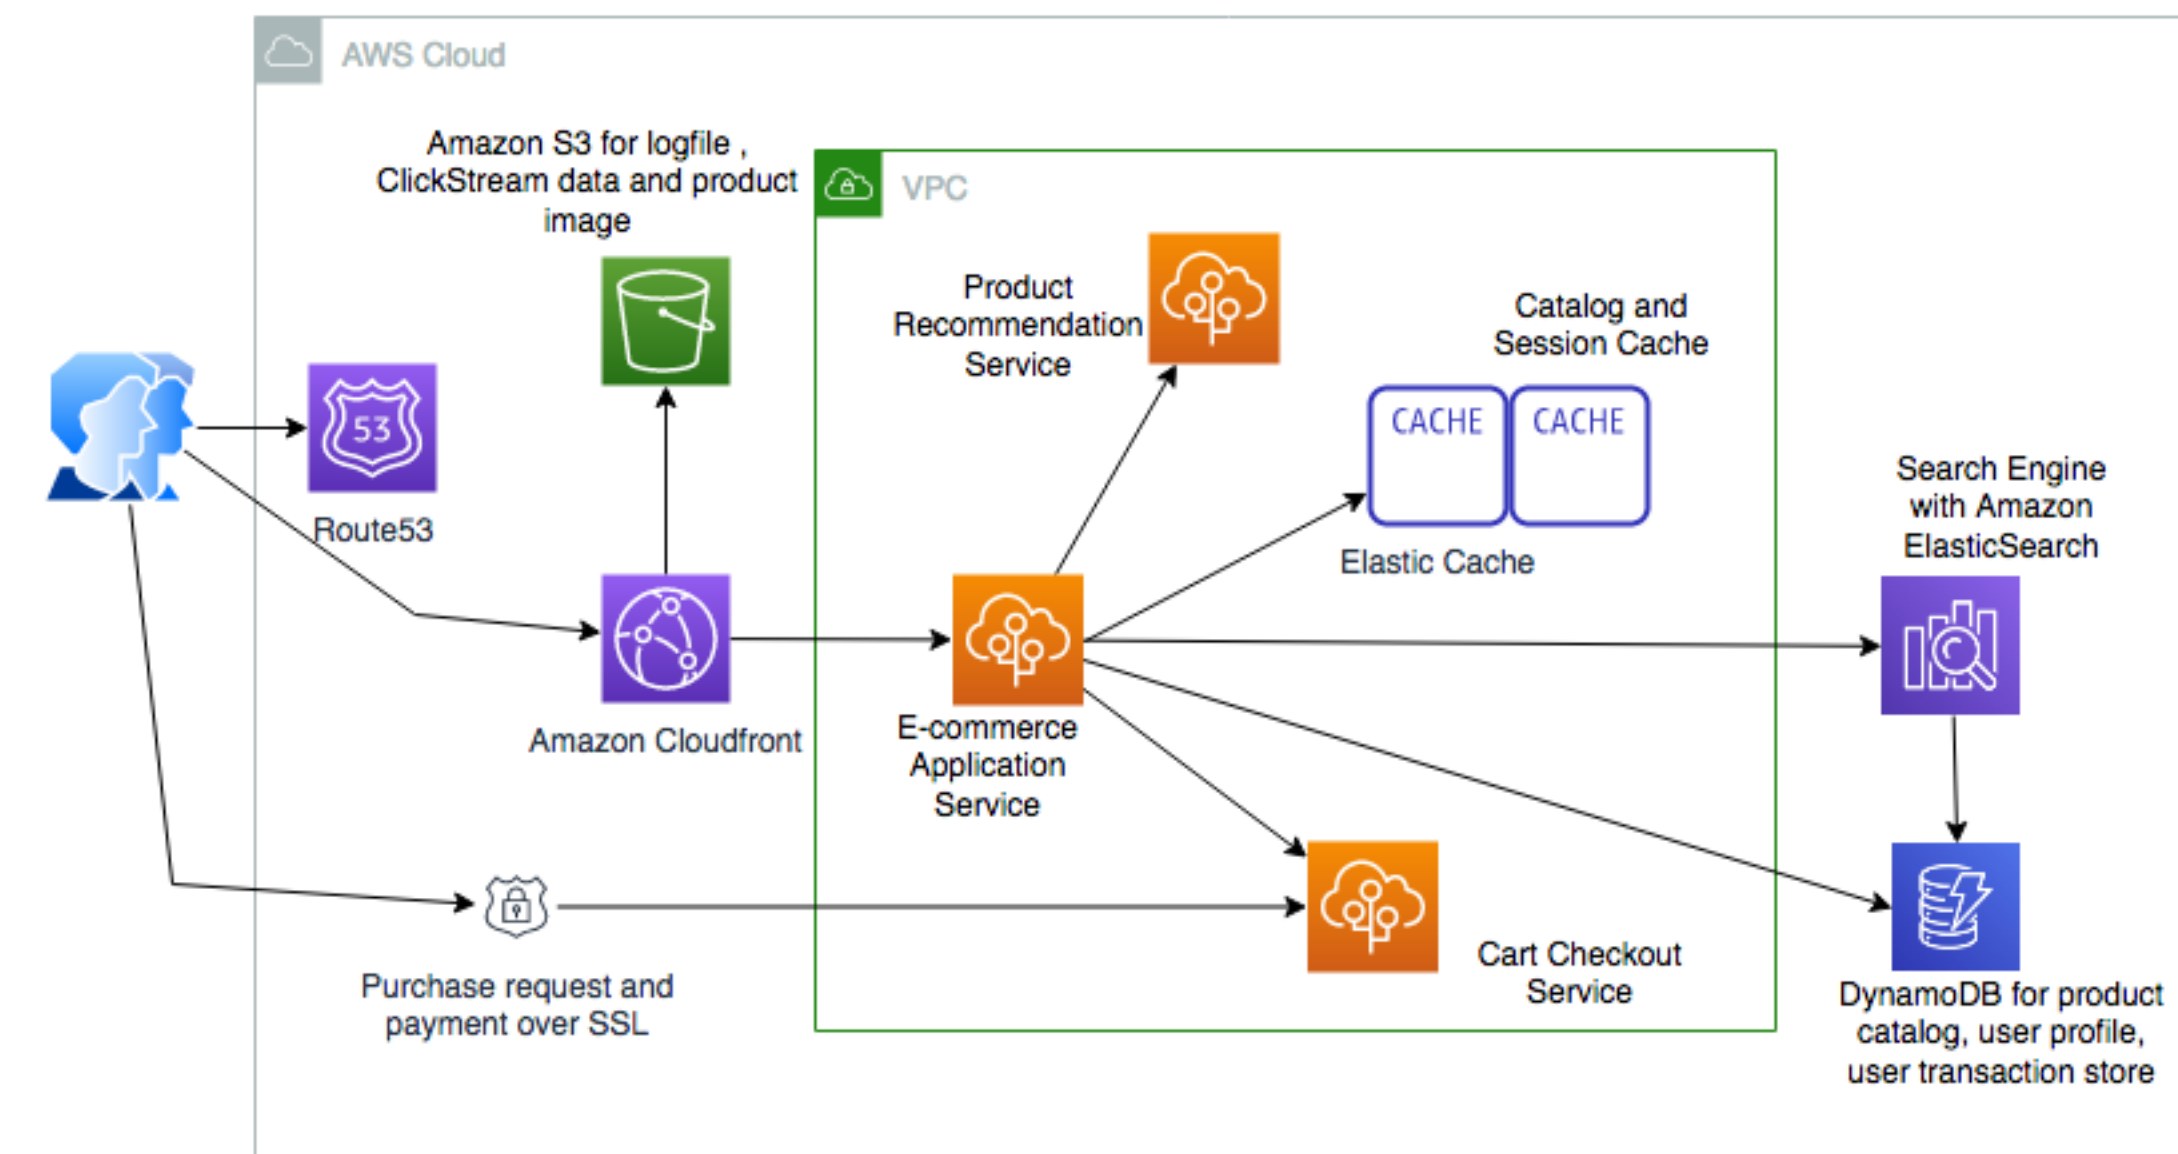 AWS Cloud
Amazon S3 for logfile ,
ClickStream data and product
image
VPC
Product
Recommendation
Service
Catalog and
Session Cache
CACHE
CACHE
Elastic Cache
53
Route53
Search Engine
with Amazon
ElasticSearch
Amazon Cloudfront
E-commerce
Application
Service
Purchase request and
payment over SSL
Cart Checkout
Service
DynamoDB for product
catalog, user profile,
user transaction store